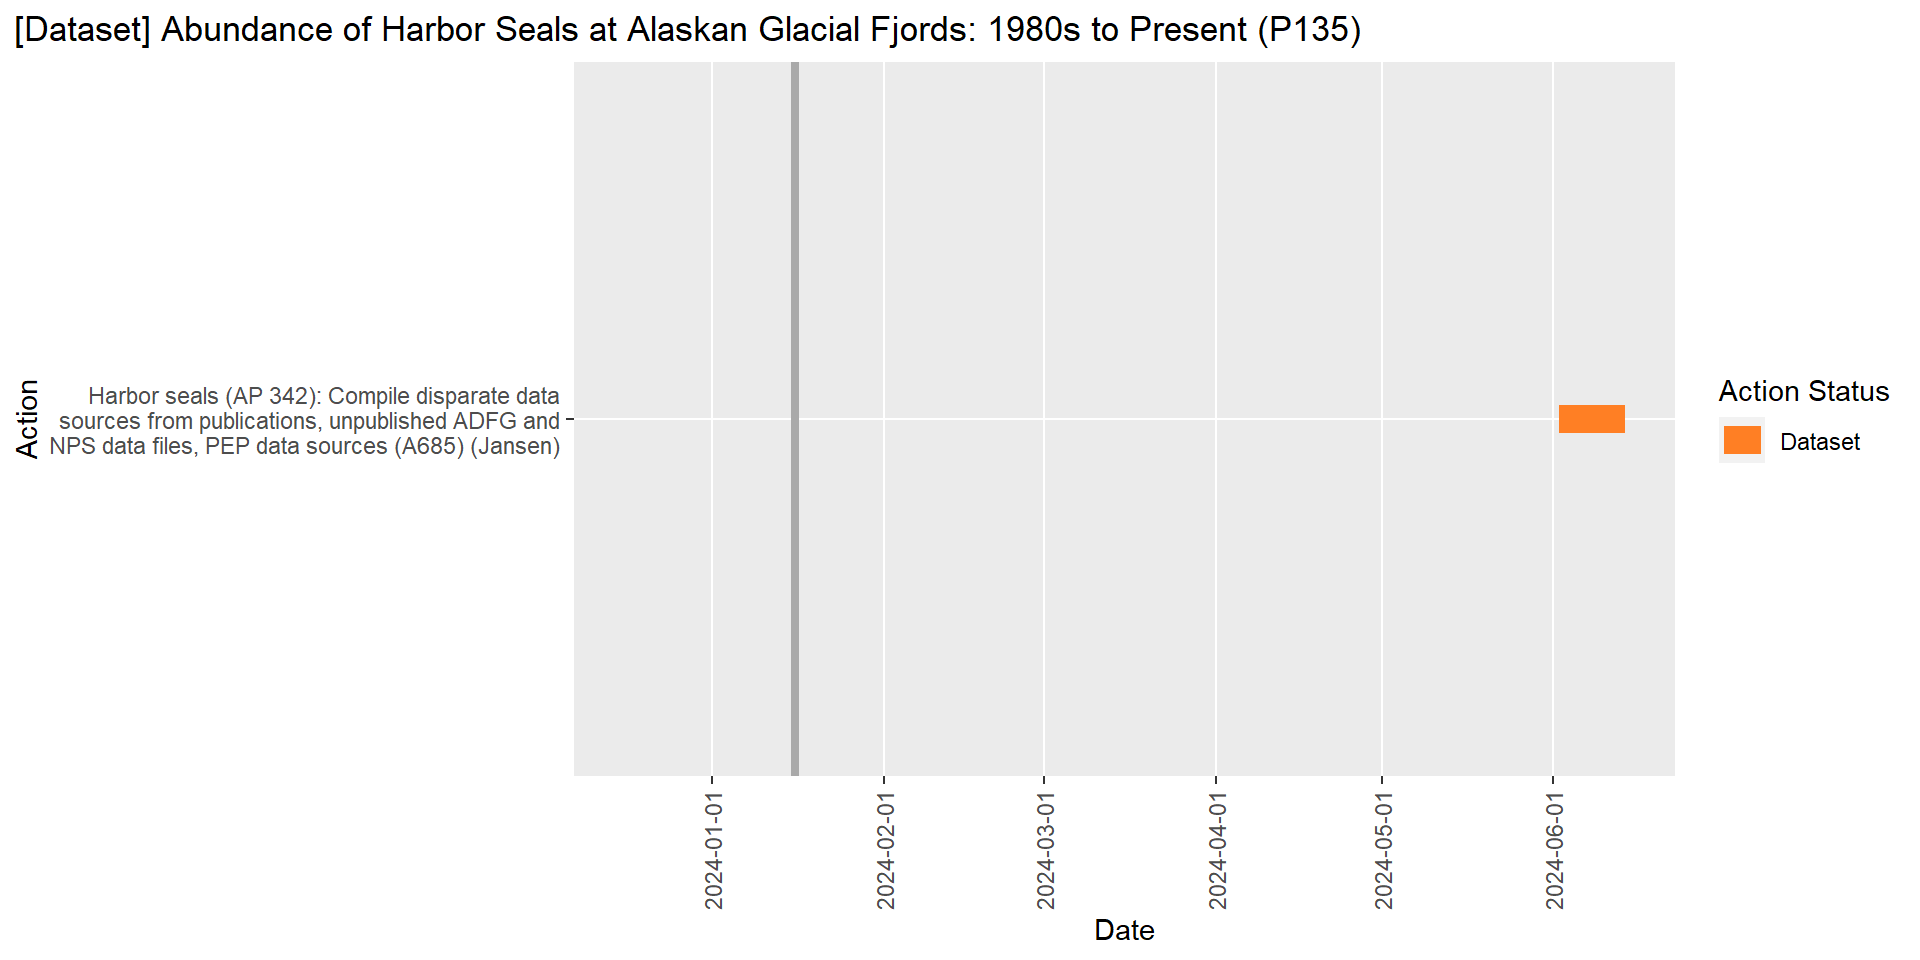 [Dataset] Abundance of Harbor Seals at Alaskan Glacial Fjords: 1980s to Present (P135)
Action
Harbor seals (AP 342): Compile disparate data
sources from publications, unpublished ADFG and
NPS data files, PEP data sources (A685) (Jansen)
Action Status
Dataset
2024-01-01
2024-02-01
2024-03-01
2024-04-01
2024-05-01
2024-06-01
Date